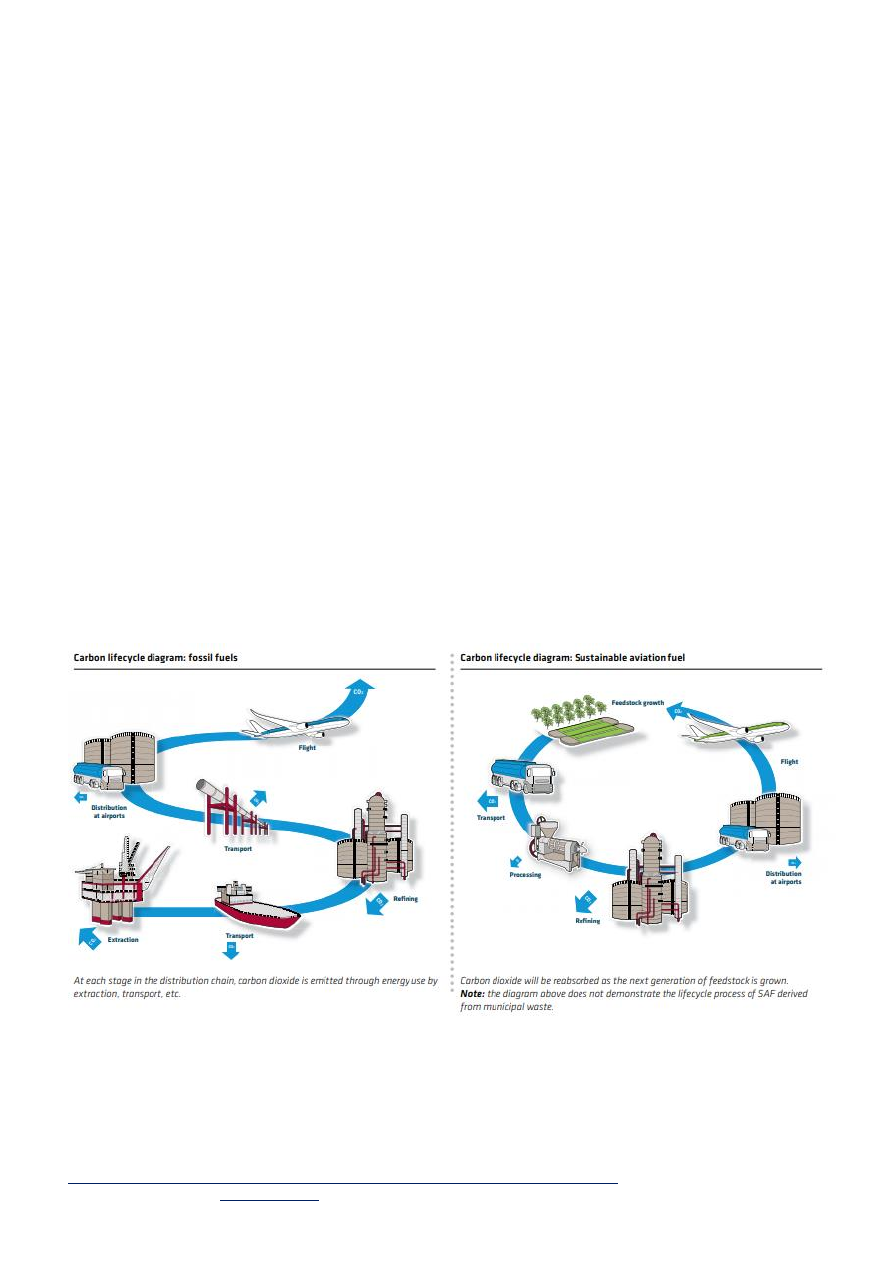 Carbon lifecycle diagram: fossil fuels
CO₂
Flight
Distribution
at airports
Transport
Refining
Extraction
Transport
At each stage in the distribution chain, carbon dioxide is emitted through energy use by
extraction, transport, etc.
Carbon lifecycle diagram: Sustainable aviation fuel
Feedstock growth
CO₂
Flight
CO₂
Transport
Processing
Refining
Distribution
at airports
Carbon dioxide will be reabsorbed as the next generation of feedstock is grown.
Note: the diagram above does not demonstrate the lifecycle process of SAF derived
from municipal waste.